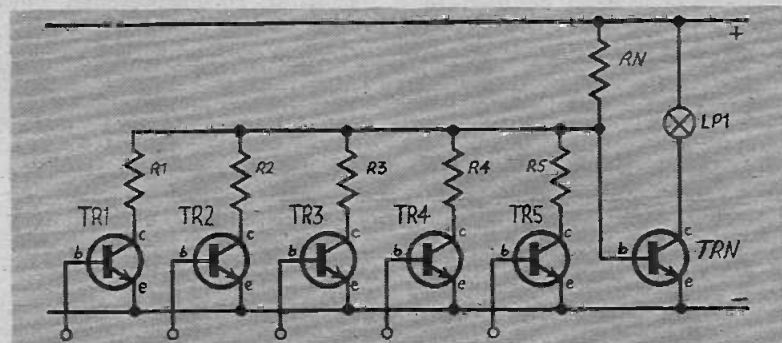 +
RN
LP1
R1 R2 R3 R4 R5
TR1 TR2 TR3 TR4 TR5
c c c c c c
b b b b b b TRN
e e e e e e
−